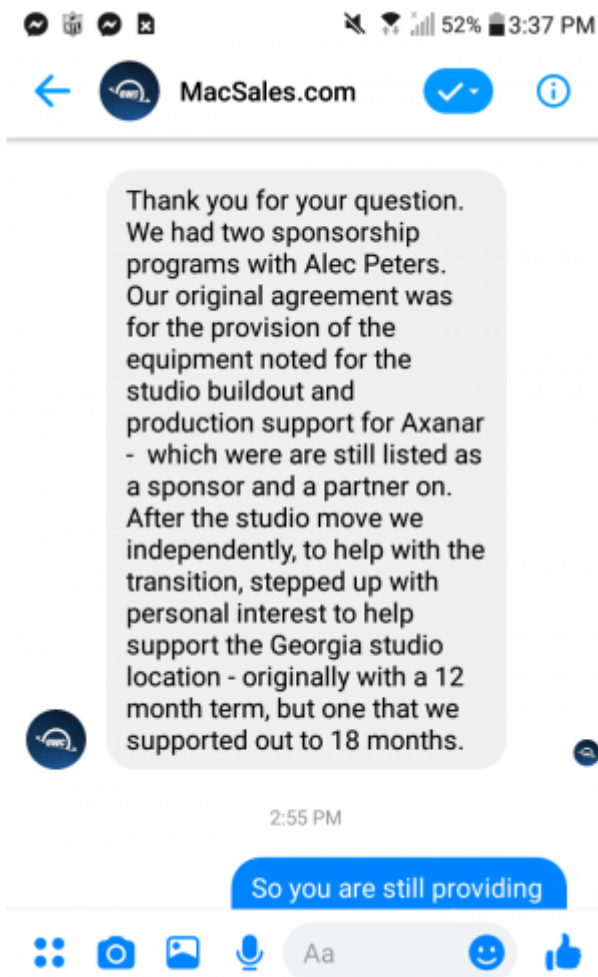 52% 3:37 PM
MacSales.com
Thank you for your question.
We had two sponsorship
programs with Alec Peters.
Our original agreement was
for the provision of the
equipment noted for the
studio buildout and
production support for Axanar
- which were are still listed as
a sponsor and a partner on.
After the studio move we
independently, to help with the
transition, stepped up with
personal interest to help
support the Georgia studio
location - originally with a 12
month term, but one that we
supported out to 18 months.
2:55 PM
So you are still providing
Aa